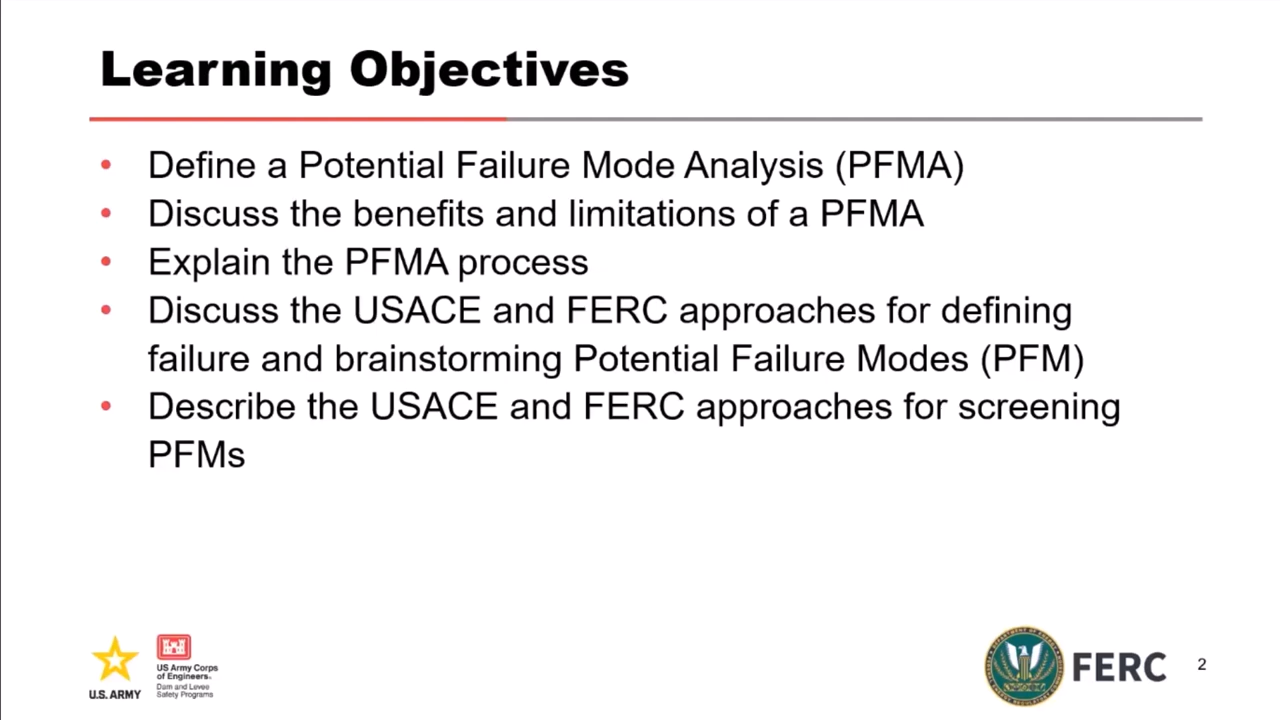 Learning Objectives
• Define a Potential Failure Mode Analysis (PFMA)
• Discuss the benefits and limitations of a PFMA
• Explain the PFMA process
• Discuss the USACE and FERC approaches for defining
failure and brainstorming Potential Failure Modes (PFM)
• Describe the USACE and FERC approaches for screening
PFMs
U.S. ARMY
US Army Corps
of Engineers®
Dam and Levee
Safety Programs
FERC
2